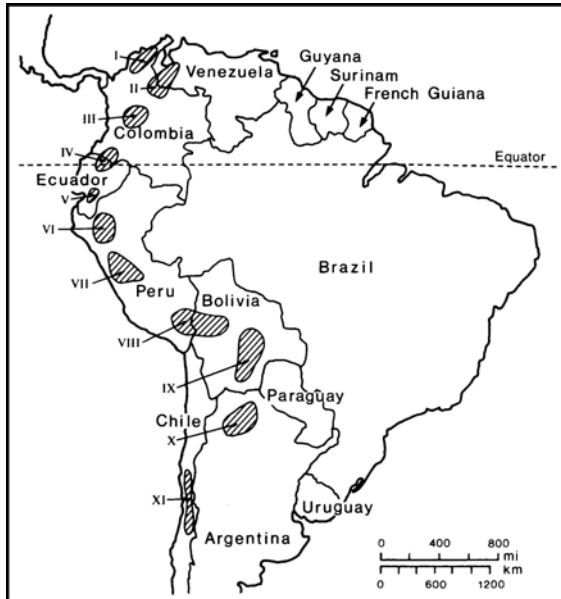 Guyana
Surinam
French Guiana
I
Venezuela
II
III
Colombia
IV
Equator
Ecuador
V
VI
Brazil
VII
Peru
Bolivia
VIII
IX
Paraguay
Chile
X
XI
Uruguay
Argentina
0 400 800
mi
km
0 600 1200